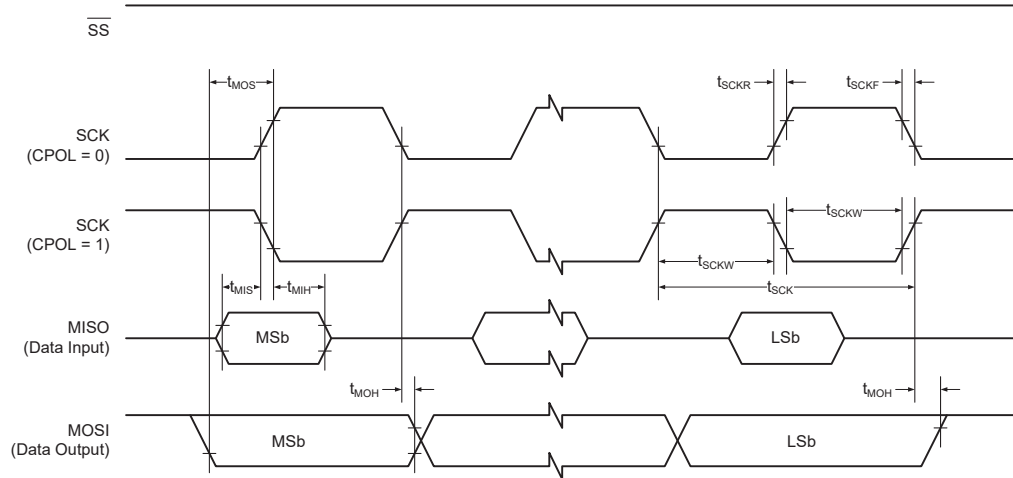 SS
tMOS
tSCKR
tSCKF
SCK
(CPOL = 0)
SCK
(CPOL = 1)
tSCKW
tSCKW
tSCK
tMIS
tMIH
MISO
(Data Input)
MSb
LSb
tMOH
tMOH
MOSI
(Data Output)
MSb
LSb